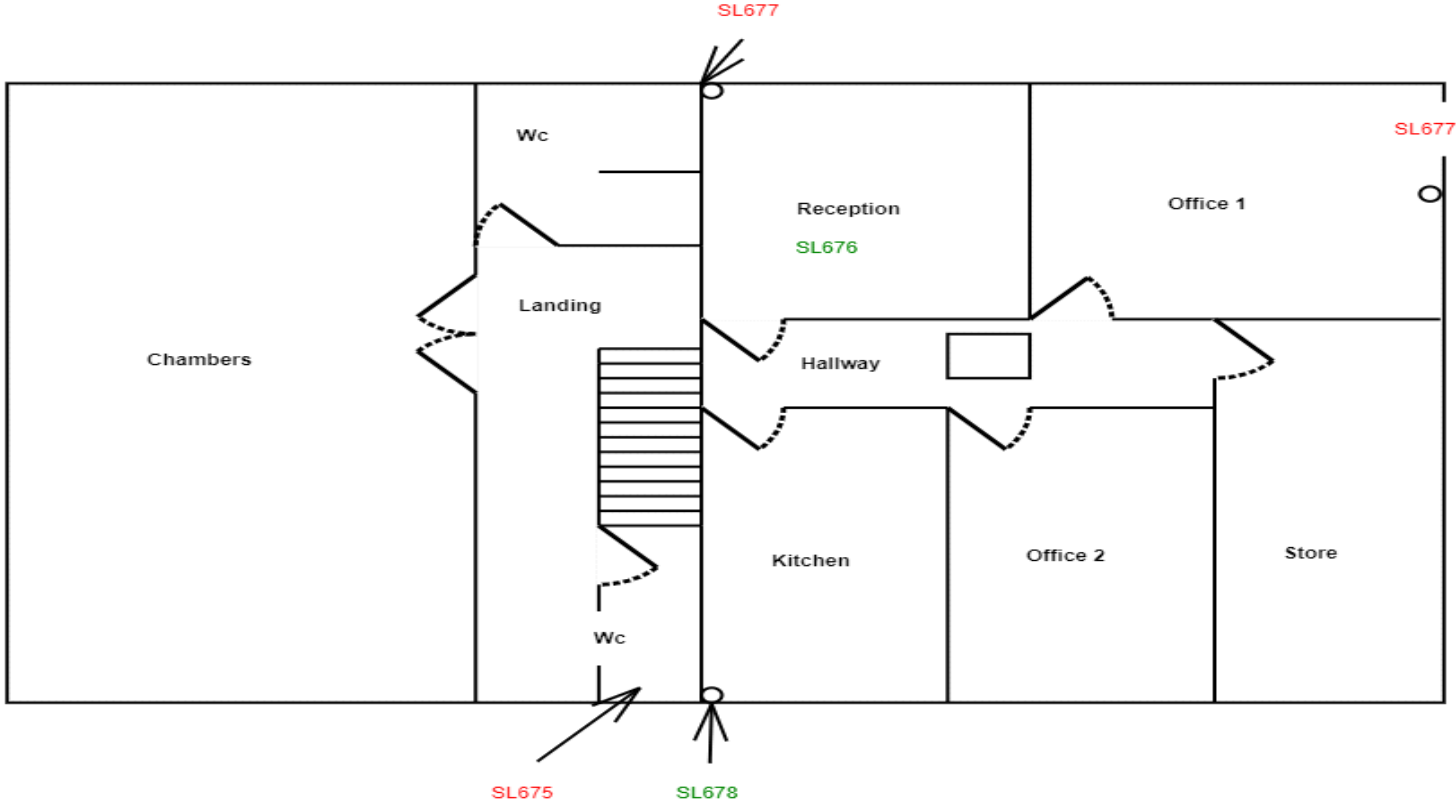 SL677
SL677
Wc
Reception
Office 1
SL676
Landing
Chambers
Hallway
Kitchen
Office 2
Store
Wc
SL675
SL678